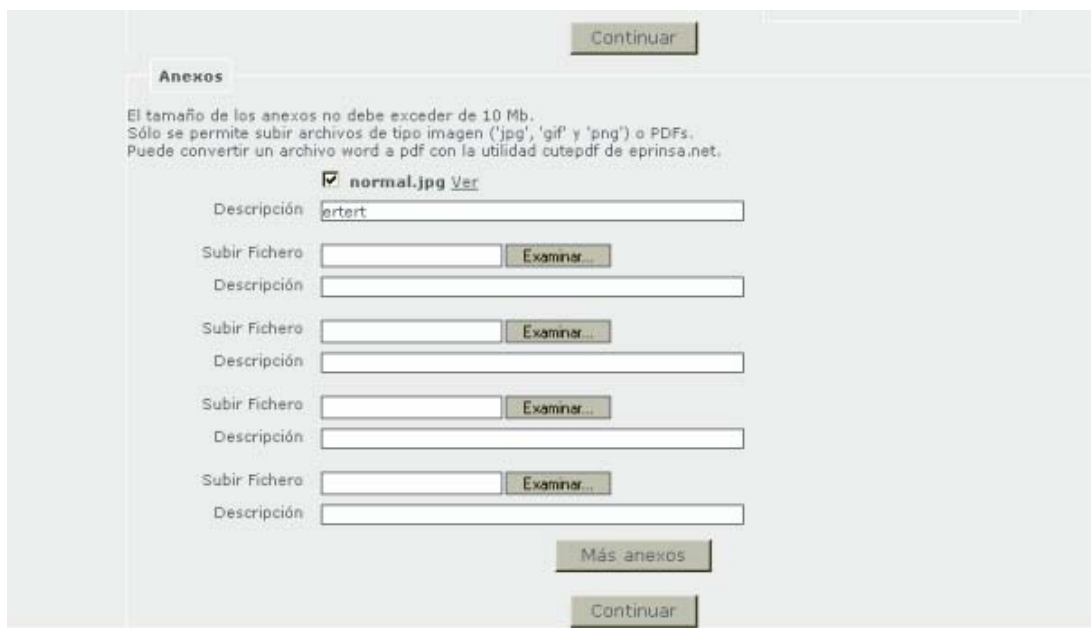 Continuar
Anexos
El tamaño de los anexos no debe exceder de 10 Mb.
Sólo se permite subir archivos de tipo imagen ('jpg', 'gif' y 'png') o PDFs.
Puede convertir un archivo word a pdf con la utilidad cutepdf de eprinsa.net.
normal.jpg Ver
Descripción ertert
Subir Fichero Examinar...
Descripción
Subir Fichero Examinar...
Descripción
Subir Fichero Examinar...
Descripción
Subir Fichero Examinar...
Descripción
Más anexos
Continuar